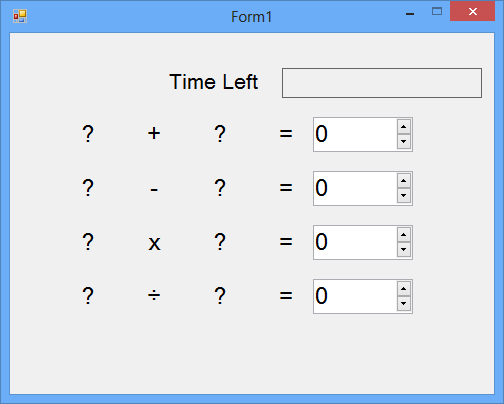 Form1
Time Left
? + ? = 0
? - ? = 0
? x ? = 0
? ÷ ? = 0